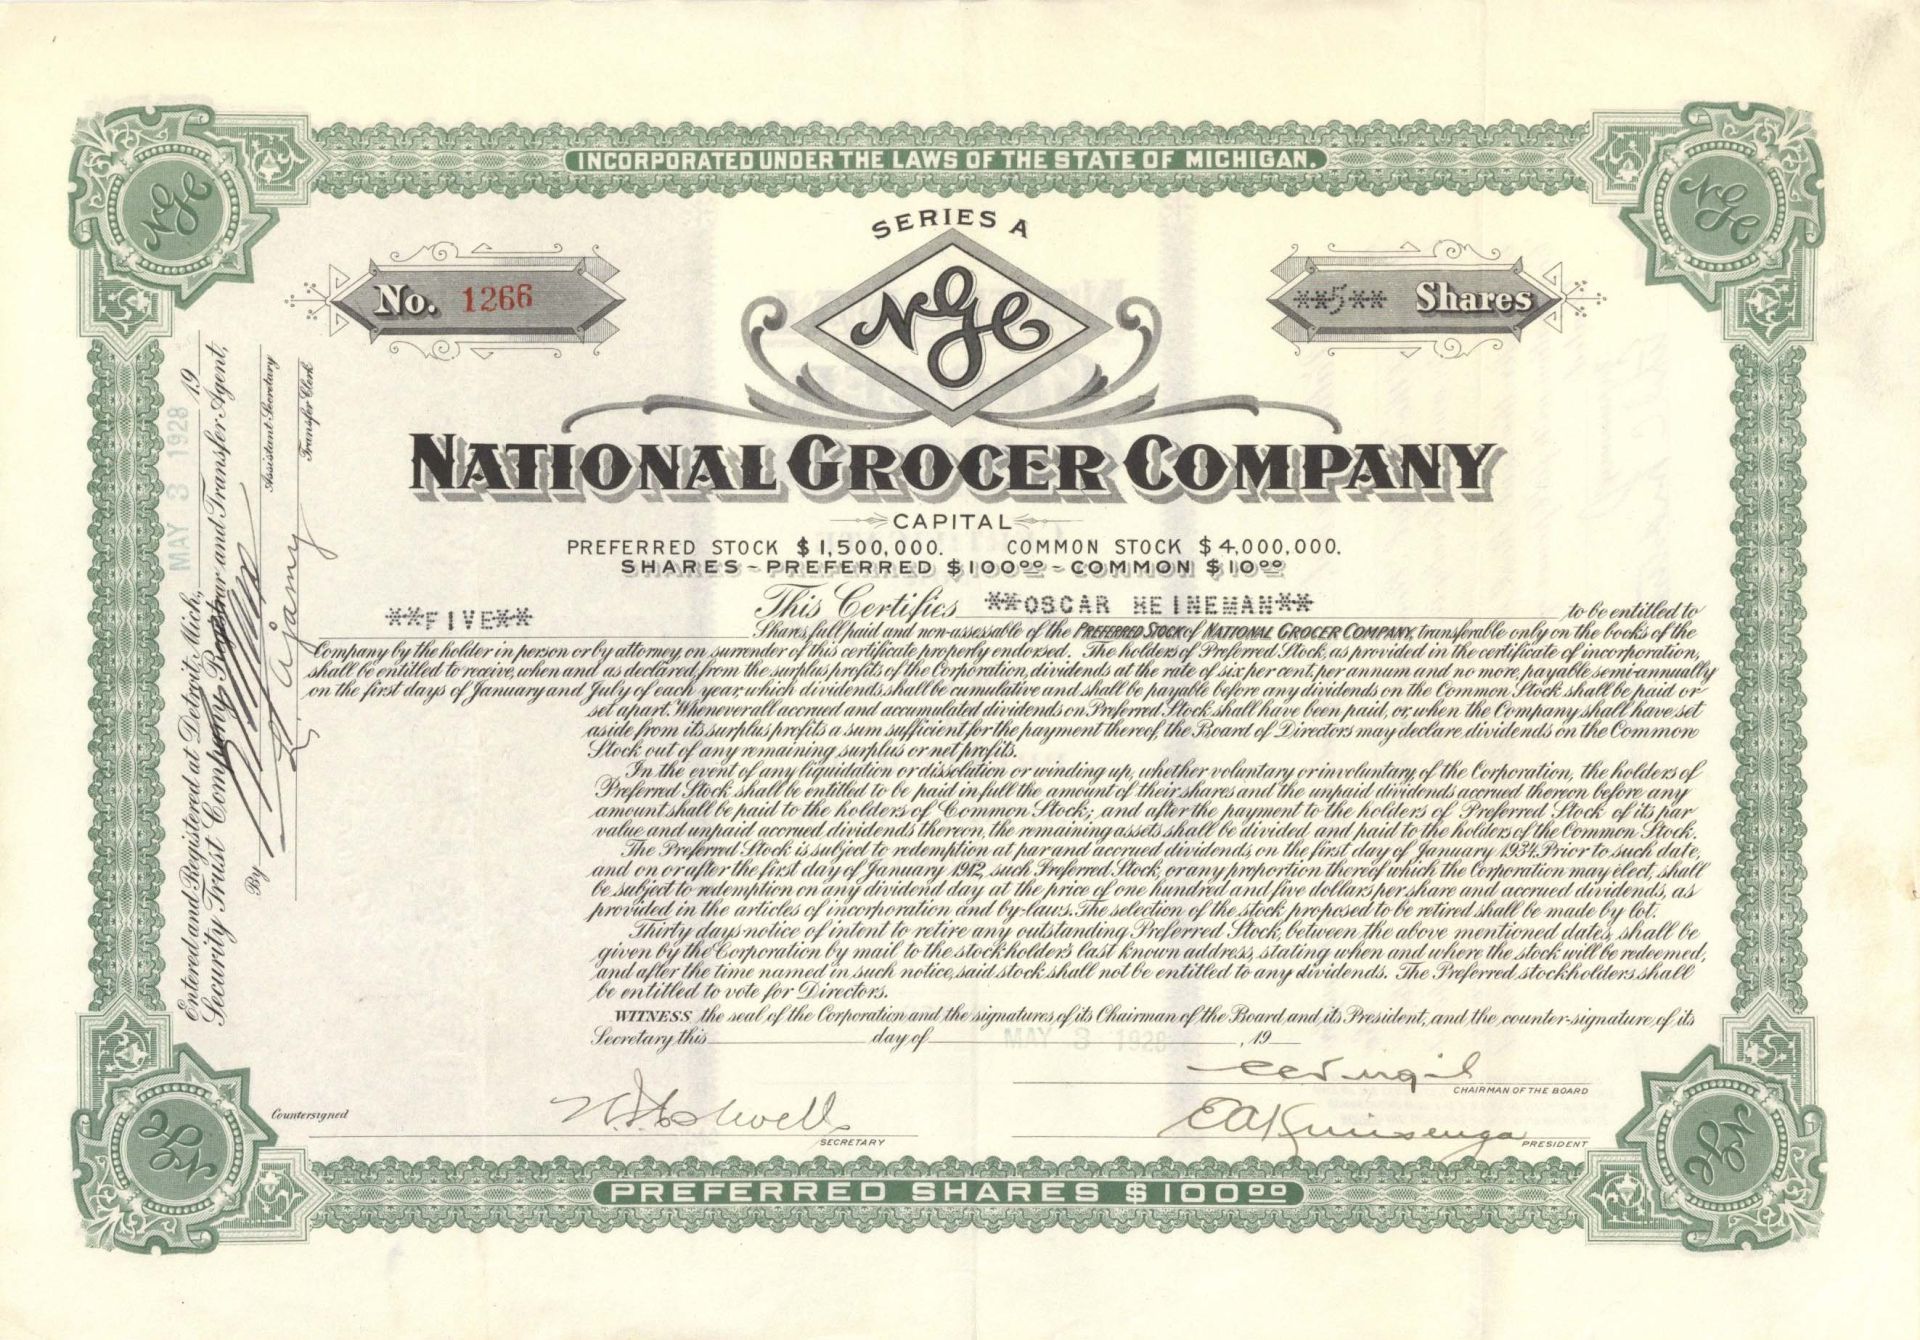 INCORPORATED UNDER THE LAWS OF THE STATE OF MICHIGAN.
SERIES A
NGC
NGC
NGC
No. 1266
**5** Shares
NATIONAL GROCER COMPANY
CAPITAL
PREFERRED STOCK $1,500,000. COMMON STOCK $4,000,000.
SHARES ~ PREFERRED $100⁰⁰ ~ COMMON $10⁰⁰
This Certifies **OSCAR HEINEMAN** to be entitled to
**FIVE** Shares full paid and non-assessable of the PREFERRED STOCK of NATIONAL GROCER COMPANY, transferable only on the books of the
Company by the holder in person or by attorney on surrender of this certificate properly endorsed. The holders of Preferred Stock, as provided in the certificate of incorporation,
shall be entitled to receive, when and as declared, from the surplus profits of the Corporation, dividends at the rate of six per cent. per annum and no more, payable semi-annually
on the first days of January and July of each year, which dividends shall be cumulative and shall be payable before any dividends on the Common Stock shall be paid or
set apart. Whenever all accrued and accumulated dividends on Preferred Stock shall have been paid, or, when the Company shall have set
aside from its surplus profits a sum sufficient for the payment thereof, the Board of Directors may declare dividends on the Common
Stock out of any remaining surplus or net profits.
In the event of any liquidation or dissolution or winding up, whether voluntary or involuntary, of the Corporation, the holders of
Preferred Stock shall be entitled to be paid in full the amount of their shares and the unpaid dividends accrued thereon before any
amount shall be paid to the holders of Common Stock; and after the payment to the holders of Preferred Stock of its par
value and unpaid accrued dividends thereon, the remaining assets shall be divided and paid to the holders of the Common Stock.
The Preferred Stock is subject to redemption at par and accrued dividends, on the first day of January 1934. Prior to such date,
and on or after the first day of January 1912, such Preferred Stock, or any proportion thereof which the Corporation may elect, shall
be subject to redemption on any dividend day at the price of one hundred and five dollars per share and accrued dividends, as
provided in the articles of incorporation and by-laws. The selection of the stock proposed to be retired shall be made by lot.
Thirty days notice of intent to retire any outstanding Preferred Stock, between the above mentioned dates, shall be
given by the Corporation by mail to the stockholder's last known address, stating when and where the stock will be redeemed,
and after the time named in such notice, said stock shall not be entitled to any dividends. The Preferred stockholders shall
be entitled to vote for Directors.
WITNESS the seal of the Corporation and the signatures of its Chairman of the Board and its President, and the counter-signature of its
Secretary this day of MAY 3 1928, 19
CHAIRMAN OF THE BOARD
Countersigned
SECRETARY
PRESIDENT
Entered and Registered at Detroit, Mich., MAY 3 1928 19
Security Trust Company, Registrar and Transfer Agent,
By Assistant Secretary
Transfer Clerk
NGC
PREFERRED SHARES $100⁰⁰
NGC